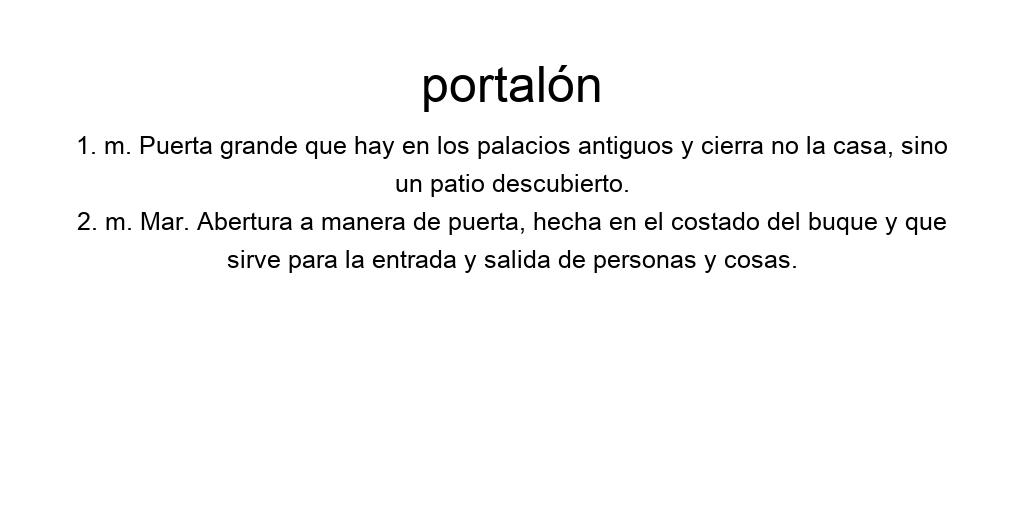 portalón
1. m. Puerta grande que hay en los palacios antiguos y cierra no la casa, sino
un patio descubierto.
2. m. Mar. Abertura a manera de puerta, hecha en el costado del buque y que
sirve para la entrada y salida de personas y cosas.